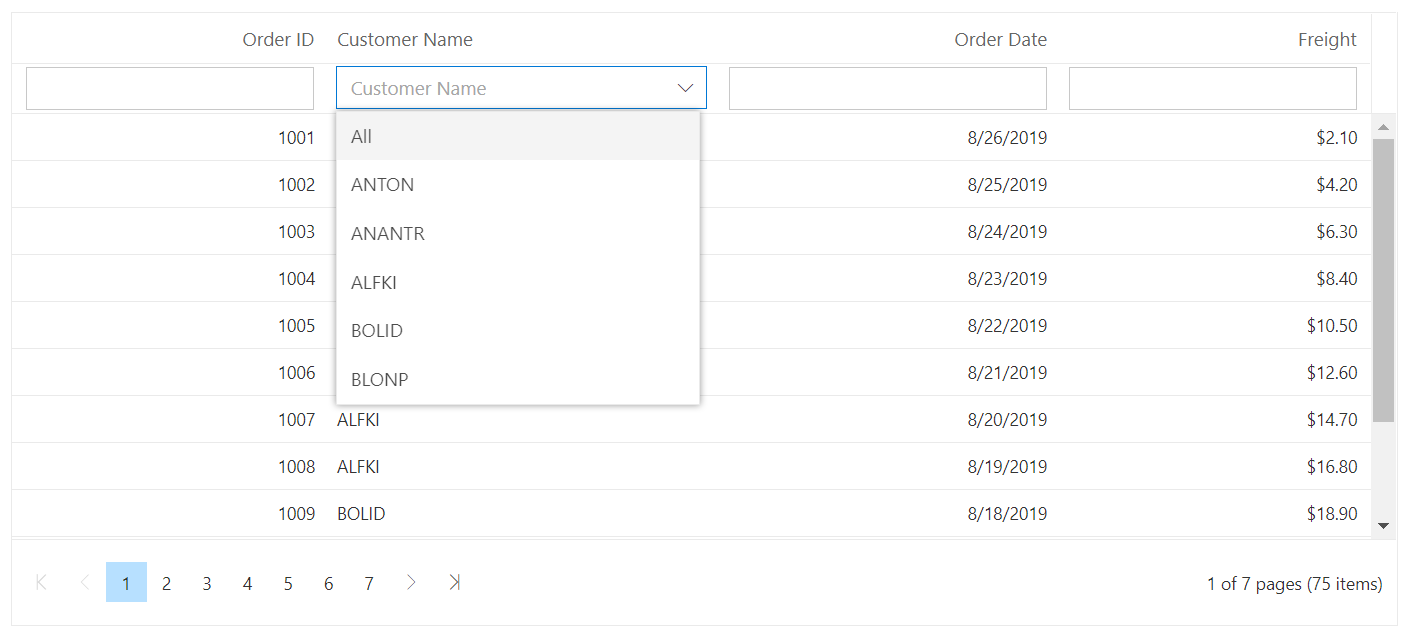 Order ID Customer Name Order Date Freight
Customer Name
1001 All 8/26/2019 $2.10
1002 ANTON 8/25/2019 $4.20
1003 ANANTR 8/24/2019 $6.30
1004 ALFKI 8/23/2019 $8.40
1005 BOLID 8/22/2019 $10.50
1006 BLONP 8/21/2019 $12.60
1007 ALFKI 8/20/2019 $14.70
1008 ALFKI 8/19/2019 $16.80
1009 BOLID 8/18/2019 $18.90
1 2 3 4 5 6 7 1 of 7 pages (75 items)